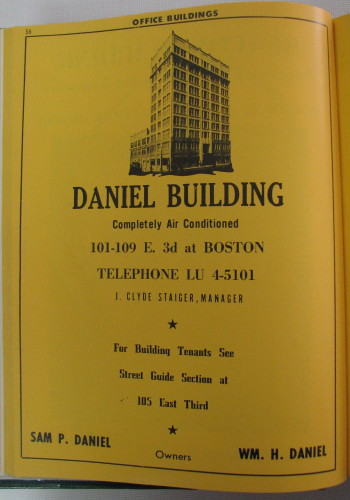 OFFICE BUILDINGS
56
DANIEL BUILDING
Completely Air Conditioned
101-109 E. 3d at BOSTON
TELEPHONE LU 4-5101
J. CLYDE STAIGER, MANAGER
For Building Tenants See
Street Guide Section at
105 East Third
SAM P. DANIEL
WM. H. DANIEL
Owners